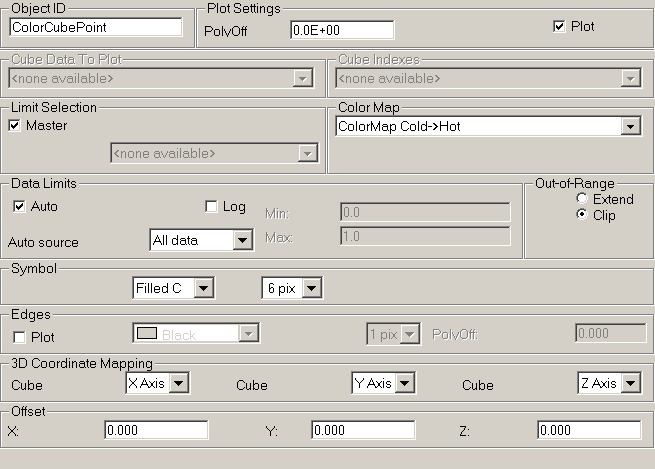 Object ID
Plot Settings
ColorCubePoint
PolyOff
0.0E+00
Plot
Cube Data To Plot
Cube Indexes
<none available>
<none available>
Limit Selection
Color Map
Master
ColorMap Cold->Hot
<none available>
Data Limits
Out-of-Range
Auto
Log
Min:
0.0
Extend
Clip
Auto source
All data
Max:
1.0
Symbol
Filled C
6 pix
Edges
Plot
Black
1 pix
PolyOff:
0.000
3D Coordinate Mapping
Cube
X Axis
Cube
Y Axis
Cube
Z Axis
Offset
X:
0.000
Y:
0.000
Z:
0.000